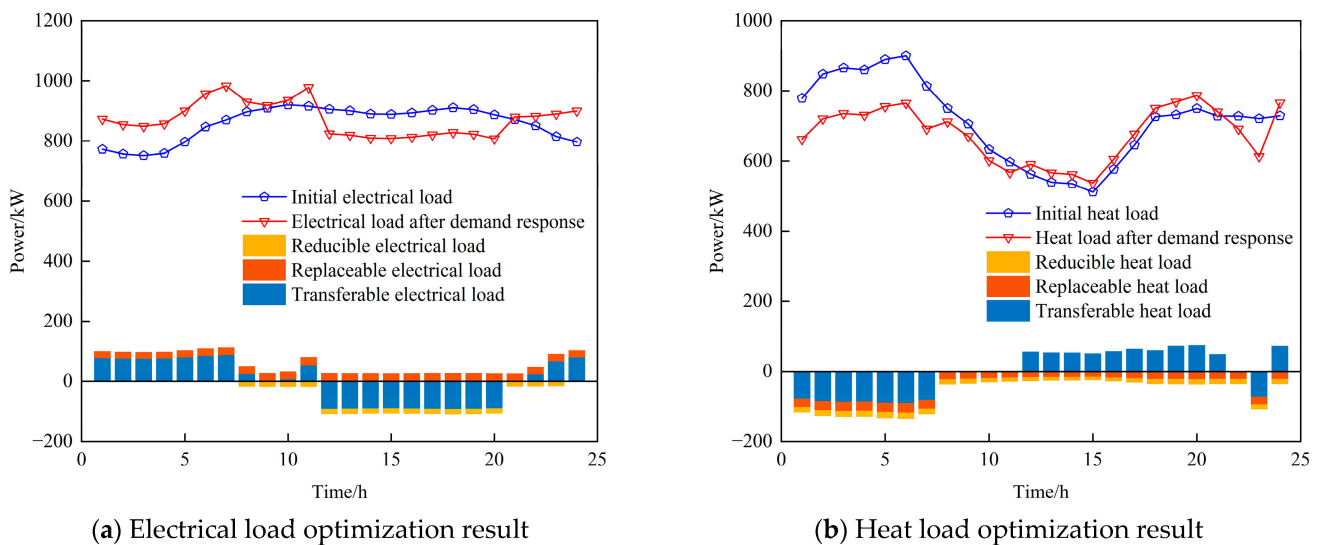 1200
1000
800
600
400
200
0
−200
Power/kW
Initial electrical load
Electrical load after demand response
Reducible electrical load
Replaceable electrical load
Transferable electrical load
0 5 10 15 20 25
Time/h
(a) Electrical load optimization result
1000
800
600
400
200
0
−200
Power/kW
Initial heat load
Heat load after demand response
Reducible heat load
Replaceable heat load
Transferable heat load
0 5 10 15 20 25
Time/h
(b) Heat load optimization result